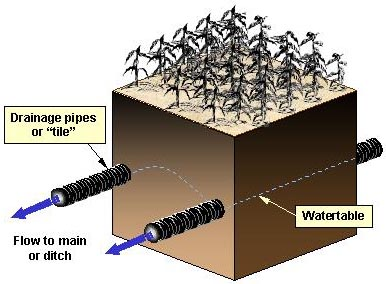 Drainage pipes
or "tile"
Watertable
Flow to main
or ditch